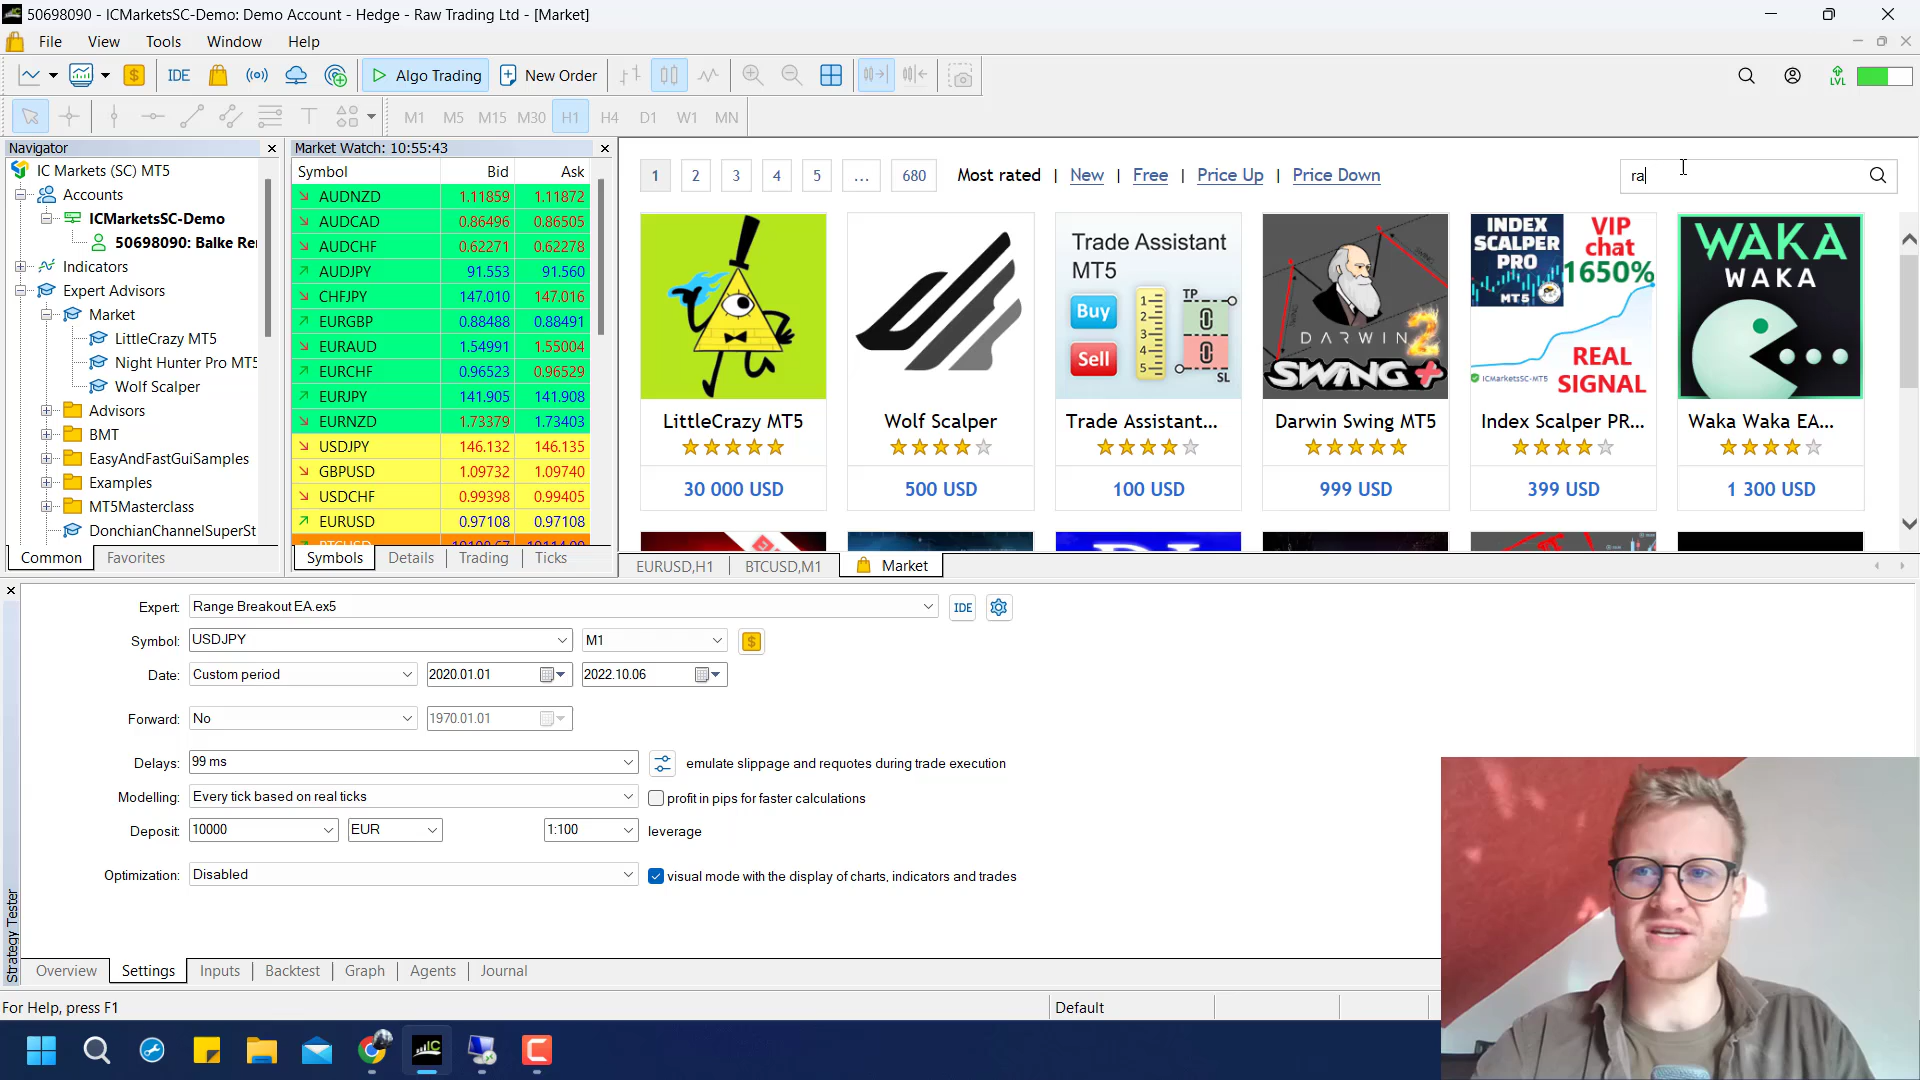 50698090 - ICMarketsSC-Demo: Demo Account - Hedge - Raw Trading Ltd - [Market]
File View Tools Window Help
IDE Algo Trading New Order LVL
M1 M5 M15 M30 H1 H4 D1 W1 MN
Navigator
IC Markets (SC) MT5
Accounts
ICMarketsSC-Demo
50698090: Balke Re
Indicators
Expert Advisors
Market
LittleCrazy MT5
Night Hunter Pro MT5
Wolf Scalper
Advisors
BMT
EasyAndFastGuiSamples
Examples
MT5Masterclass
DonchianChannelSuperSt
Common Favorites
Market Watch: 10:55:43
Symbol Bid Ask
AUDNZD 1.11859 1.11872
AUDCAD 0.86496 0.86505
AUDCHF 0.62271 0.62278
AUDJPY 91.553 91.560
CHFJPY 147.010 147.016
EURGBP 0.88488 0.88491
EURAUD 1.54991 1.55004
EURCHF 0.96523 0.96529
EURJPY 141.905 141.908
EURNZD 1.73379 1.73403
USDJPY 146.132 146.135
GBPUSD 1.09732 1.09740
USDCHF 0.99398 0.99405
EURUSD 0.97108 0.97108
Symbols Details Trading Ticks
1 2 3 4 5 ... 680 Most rated | New | Free | Price Up | Price Down
ra
Trade Assistant
MT5
Buy
Sell
1
2
3
4
5
TP
SL
DARWIN 2
SWING+
INDEX
SCALPER
PRO
MT5
VIP
chat
1650%
ICMarketsSC-MT5
REAL
SIGNAL
WAKA
WAKA
LittleCrazy MT5 Wolf Scalper Trade Assistant... Darwin Swing MT5 Index Scalper PR... Waka Waka EA...
30 000 USD 500 USD 100 USD 999 USD 399 USD 1 300 USD
EURUSD,H1 BTCUSD,M1 Market
Expert: Range Breakout EA.ex5 IDE
Symbol: USDJPY M1
Date: Custom period 2020.01.01 2022.10.06
Forward: No 1970.01.01
Delays: 99 ms emulate slippage and requotes during trade execution
Modelling: Every tick based on real ticks profit in pips for faster calculations
Deposit: 10000 EUR 1:100 leverage
Optimization: Disabled visual mode with the display of charts, indicators and trades
Strategy Tester
Overview Settings Inputs Backtest Graph Agents Journal
For Help, press F1 Default